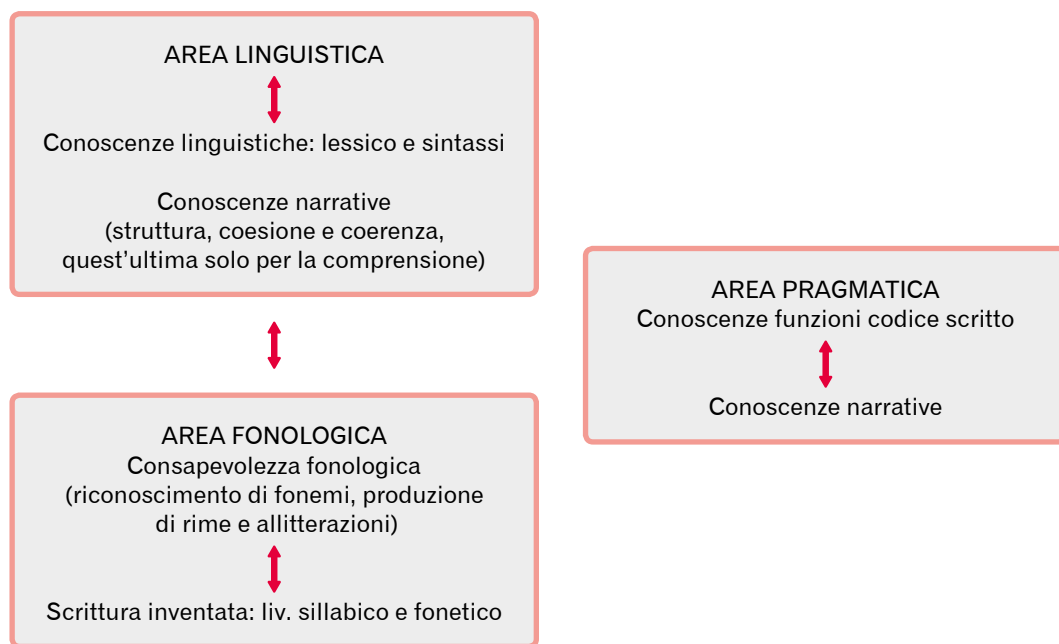 AREA LINGUISTICA
Conoscenze linguistiche: lessico e sintassi
Conoscenze narrative
(struttura, coesione e coerenza,
quest’ultima solo per la comprensione)
AREA FONOLOGICA
Consapevolezza fonologica
(riconoscimento di fonemi, produzione
di rime e allitterazioni)
Scrittura inventata: liv. sillabico e fonetico
AREA PRAGMATICA
Conoscenze funzioni codice scritto
Conoscenze narrative